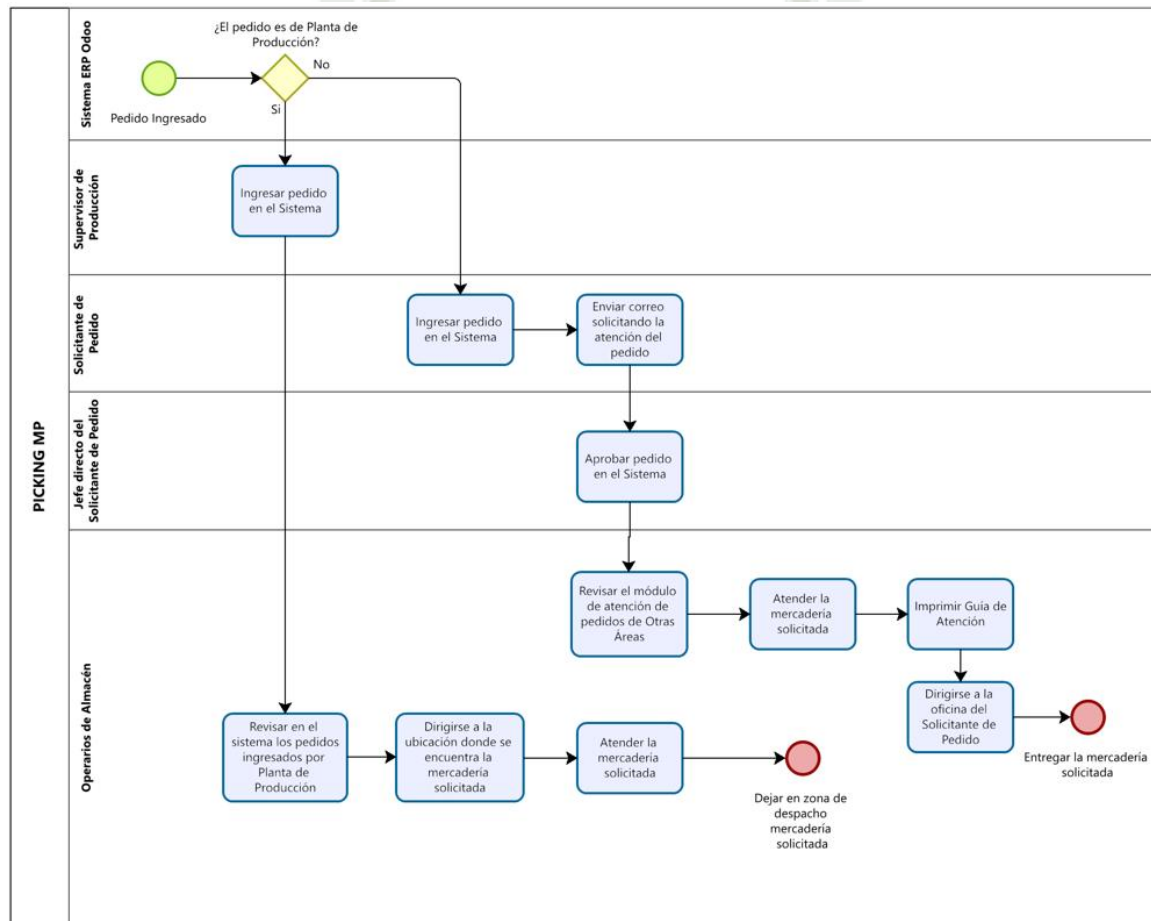 PICKING MP
Sistema ERP Odoo
¿El pedido es de Planta de
Producción?
No
Si
Pedido Ingresado
Supervisor de
Producción
Ingresar pedido
en el Sistema
Solicitante de
Pedido
Ingresar pedido
en el Sistema
Enviar correo
solicitando la
atención del
pedido
Jefe directo del
Solicitante de Pedido
Aprobar pedido
en el Sistema
Operarios de Almacén
Revisar el módulo
de atención de
pedidos de Otras
Áreas
Atender la
mercadería
solicitada
Imprimir Guía de
Atención
Dirigirse a la
oficina del
Solicitante de
Pedido
Entregar la mercadería
solicitada
Revisar en el
sistema los pedidos
ingresados por
Planta de
Producción
Dirigirse a la
ubicación donde se
encuentra la
mercadería
solicitada
Atender la
mercadería
solicitada
Dejar en zona de
despacho
mercadería
solicitada